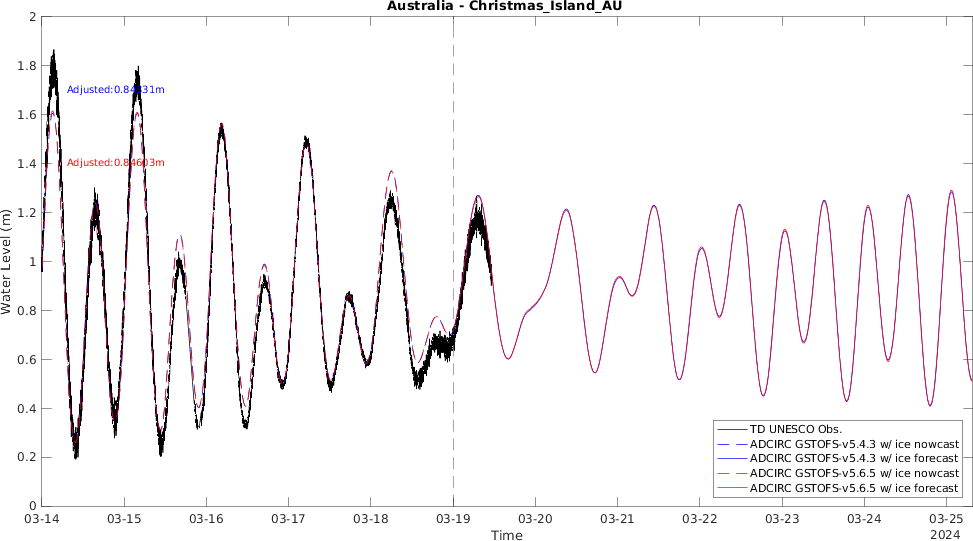 Australia - Christmas_Island_AU
2
1.8
1.6
1.4
1.2
1
0.8
0.6
0.4
0.2
0
Water Level (m)
Adjusted:0.84831m
Adjusted:0.84603m
TD UNESCO Obs.
ADCIRC GSTOFS-v5.4.3 w/ ice nowcast
ADCIRC GSTOFS-v5.4.3 w/ ice forecast
ADCIRC GSTOFS-v5.6.5 w/ ice nowcast
ADCIRC GSTOFS-v5.6.5 w/ ice forecast
03-14 03-15 03-16 03-17 03-18 03-19 03-20 03-21 03-22 03-23 03-24 03-25
Time
2024